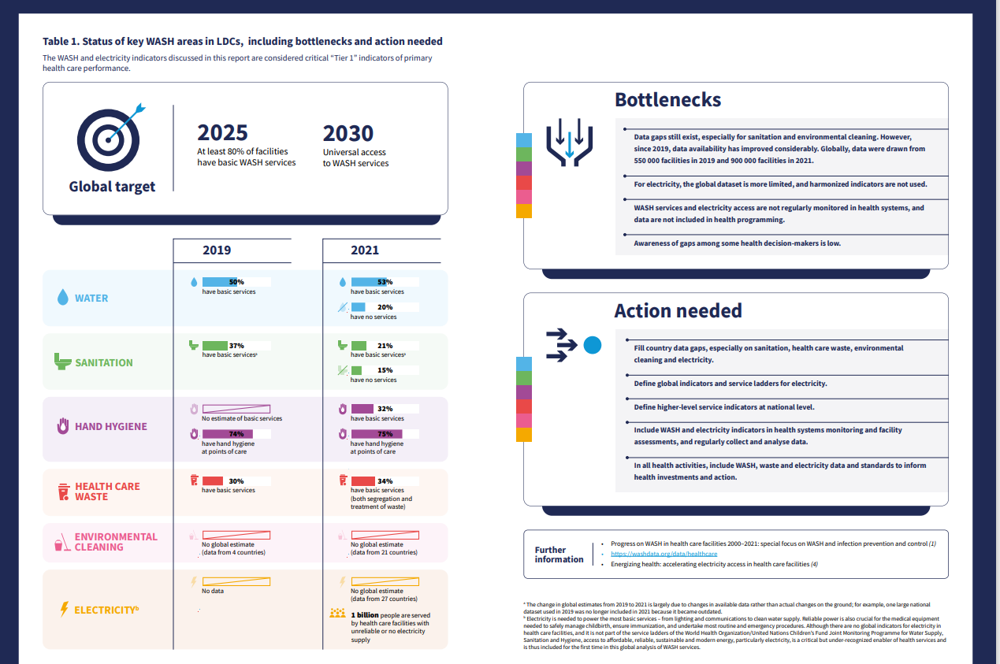 Table 1. Status of key WASH areas in LDCs, including bottlenecks and action needed
The WASH and electricity indicators discussed in this report are considered critical “Tier 1” indicators of primary
health care performance.
Global target
2025
At least 80% of facilities
have basic WASH services
2030
Universal access
to WASH services
2019
2021
WATER
50%
have basic services
53%
have basic services
20%
have no services
SANITATION
37%
have basic servicesᵃ
21%
have basic servicesᵃ
15%
have no services
HAND HYGIENE
No estimate of basic services
74%
have hand hygiene
at points of care
32%
have basic services
75%
have hand hygiene
at points of care
HEALTH CARE
WASTE
30%
have basic services
34%
have basic services
(both segregation and
treatment of waste)
ENVIRONMENTAL
CLEANING
No global estimate
(data from 4 countries)
No global estimate
(data from 21 countries)
ELECTRICITYᵇ
No data
No global estimate
(data from 27 countries)
1 billion people are served
by health care facilities with
unreliable or no electricity
supply
Bottlenecks
Data gaps still exist, especially for sanitation and environmental cleaning. However,
since 2019, data availability has improved considerably. Globally, data were drawn from
550 000 facilities in 2019 and 900 000 facilities in 2021.
For electricity, the global dataset is more limited, and harmonized indicators are not used.
WASH services and electricity access are not regularly monitored in health systems, and
data are not included in health programming.
Awareness of gaps among some health decision-makers is low.
Action needed
Fill country data gaps, especially on sanitation, health care waste, environmental
cleaning and electricity.
Define global indicators and service ladders for electricity.
Define higher-level service indicators at national level.
Include WASH and electricity indicators in health systems monitoring and facility
assessments, and regularly collect and analyse data.
In all health activities, include WASH, waste and electricity data and standards to inform
health investments and action.
Further
information
• Progress on WASH in health care facilities 2000–2021: special focus on WASH and infection prevention and control (1)
• https://washdata.org/data/healthcare
• Energizing health: accelerating electricity access in health care facilities (4)
ᵃ The change in global estimates from 2019 to 2021 is largely due to changes in available data rather than actual changes on the ground; for example, one large national
dataset used in 2019 was no longer included in 2021 because it became outdated.
ᵇ Electricity is needed to power the most basic services – from lighting and communications to clean water supply. Reliable power is also crucial for the medical equipment
needed to safely manage childbirth, ensure immunization, and undertake most routine and emergency procedures. Although there are no global indicators for electricity in
health care facilities, and it is not part of the service ladders of the World Health Organization/United Nations Children’s Fund Joint Monitoring Programme for Water Supply,
Sanitation and Hygiene, access to affordable, reliable, sustainable and modern energy, particularly electricity, is a critical but under-recognized enabler of health services and
is thus included for the first time in this global analysis of WASH services.